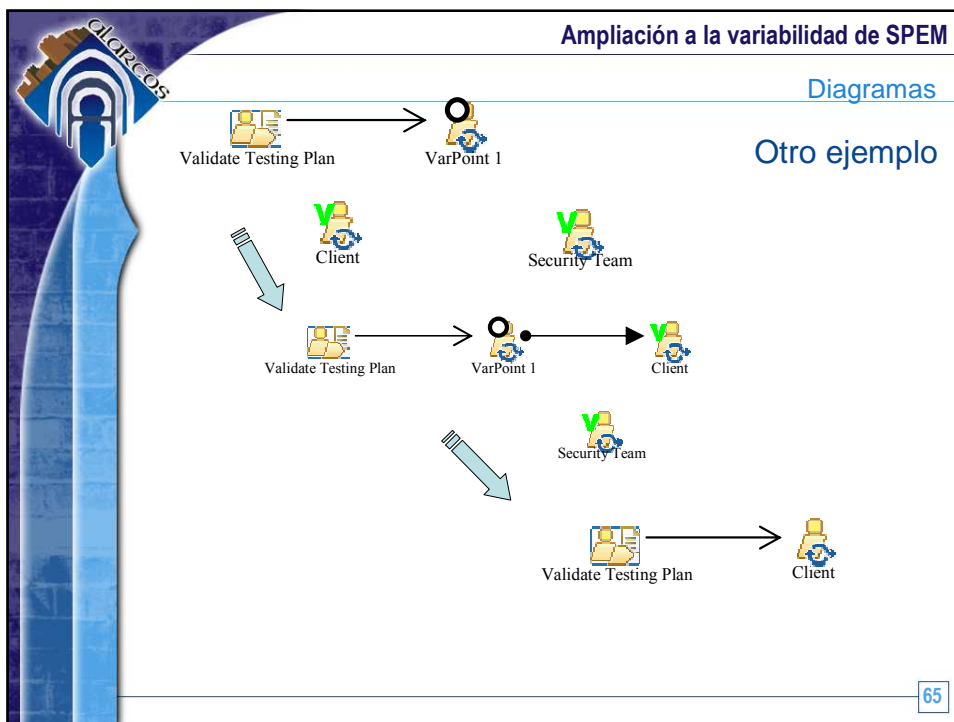 alarcos
Ampliación a la variabilidad de SPEM
Diagramas
Otro ejemplo
Validate Testing Plan
VarPoint 1
V
Client
V
Security Team
Validate Testing Plan
VarPoint 1
V
Client
V
Security Team
Validate Testing Plan
Client
65